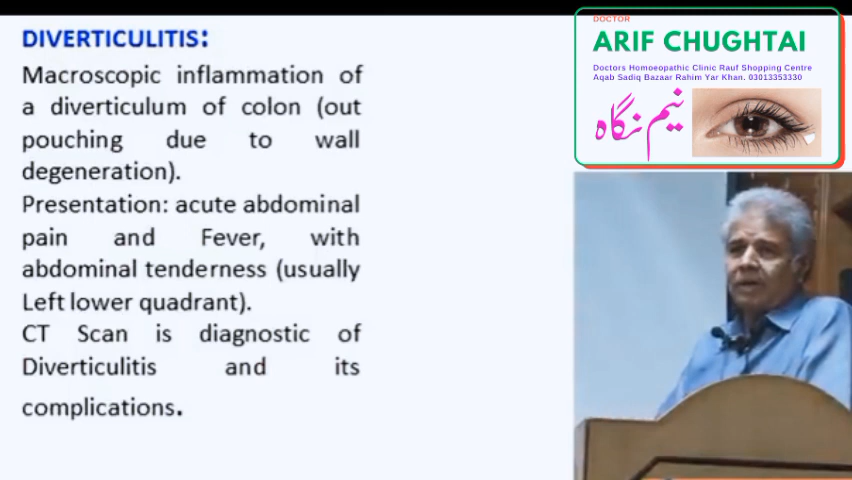 DIVERTICULITIS:
Macroscopic inflammation of
a diverticulum of colon (out
pouching due to wall
degeneration).
Presentation: acute abdominal
pain and Fever, with
abdominal tenderness (usually
Left lower quadrant).
CT Scan is diagnostic of
Diverticulitis and its
complications.
DOCTOR
ARIF CHUGHTAI
Doctors Homoeopathic Clinic Rauf Shopping Centre
Aqab Sadiq Bazaar Rahim Yar Khan. 03013353330
نیم نگاہ